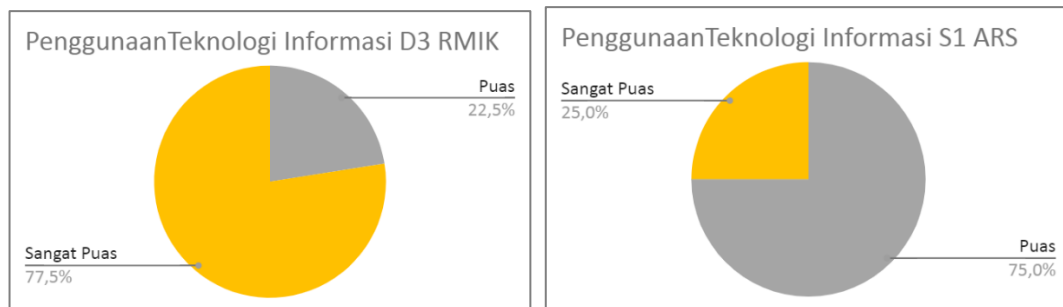 PenggunaanTeknologi Informasi D3 RMIK
Puas
22,5%
Sangat Puas
77,5%
PenggunaanTeknologi Informasi S1 ARS
Sangat Puas
25,0%
Puas
75,0%